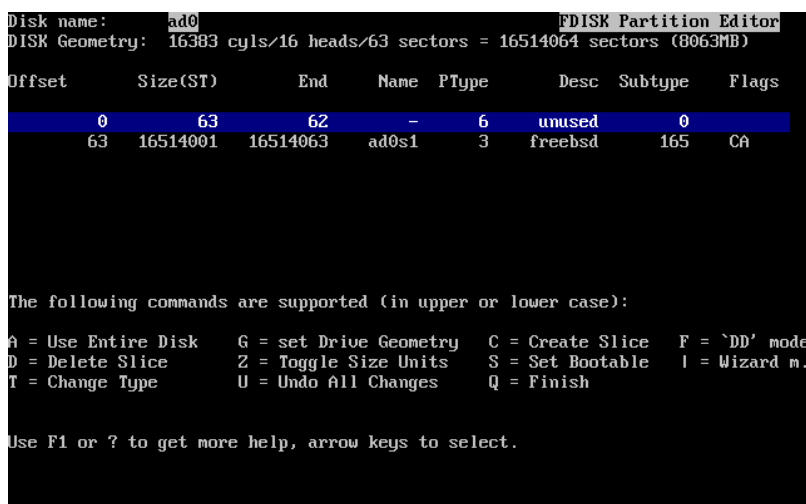 Disk name:      ad0                                    FDISK Partition Editor
DISK Geometry:  16383 cyls/16 heads/63 sectors = 16514064 sectors (8063MB)
Offset       Size(ST)        End     Name  PType       Desc  Subtype    Flags
0         63         62        -      6     unused        0
63   16514001   16514063    ad0s1      3    freebsd      165    CA
The following commands are supported (in upper or lower case):
A = Use Entire Disk    G = set Drive Geometry   C = Create Slice   F = `DD' mode
D = Delete Slice       Z = Toggle Size Units    S = Set Bootable   | = Wizard m.
T = Change Type        U = Undo All Changes     Q = Finish
Use F1 or ? to get more help, arrow keys to select.